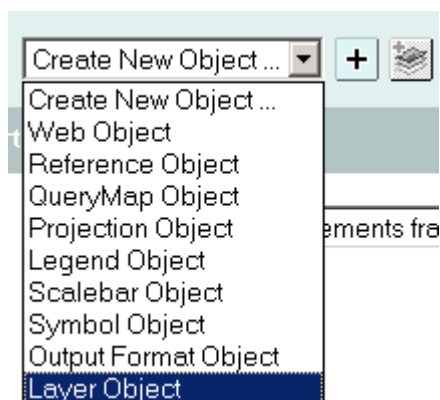 Create New Object ...
+
Create New Object ...
Web Object
Reference Object
QueryMap Object
Projection Object
ements fra
Legend Object
Scalebar Object
Symbol Object
Output Format Object
Layer Object